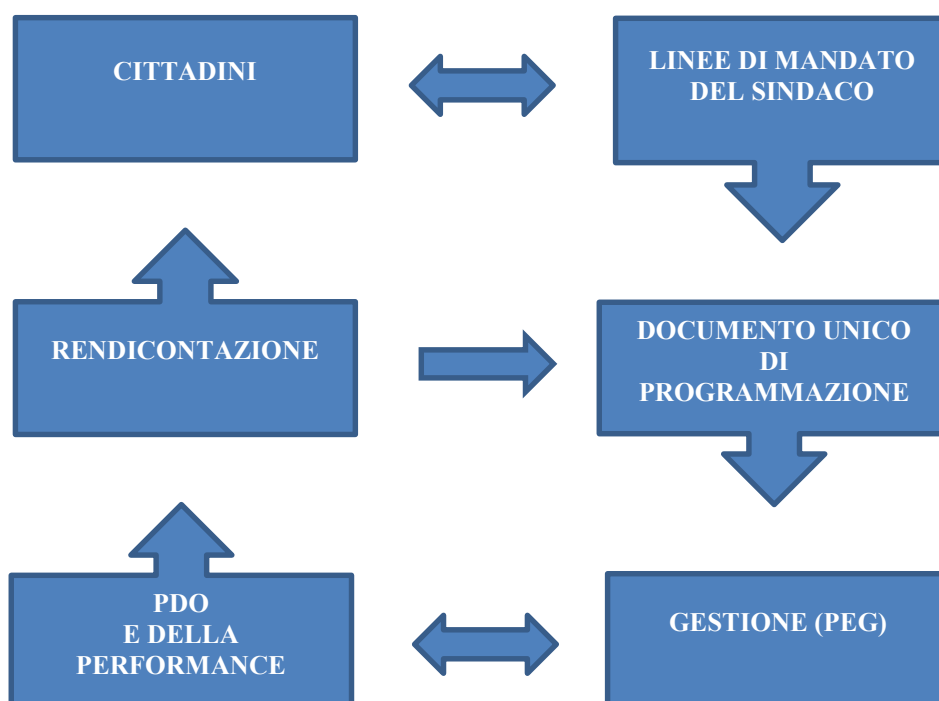 CITTADINI
LINEE DI MANDATO
DEL SINDACO
RENDICONTAZIONE
DOCUMENTO UNICO
DI
PROGRAMMAZIONE
PDO
E DELLA
PERFORMANCE
GESTIONE (PEG)